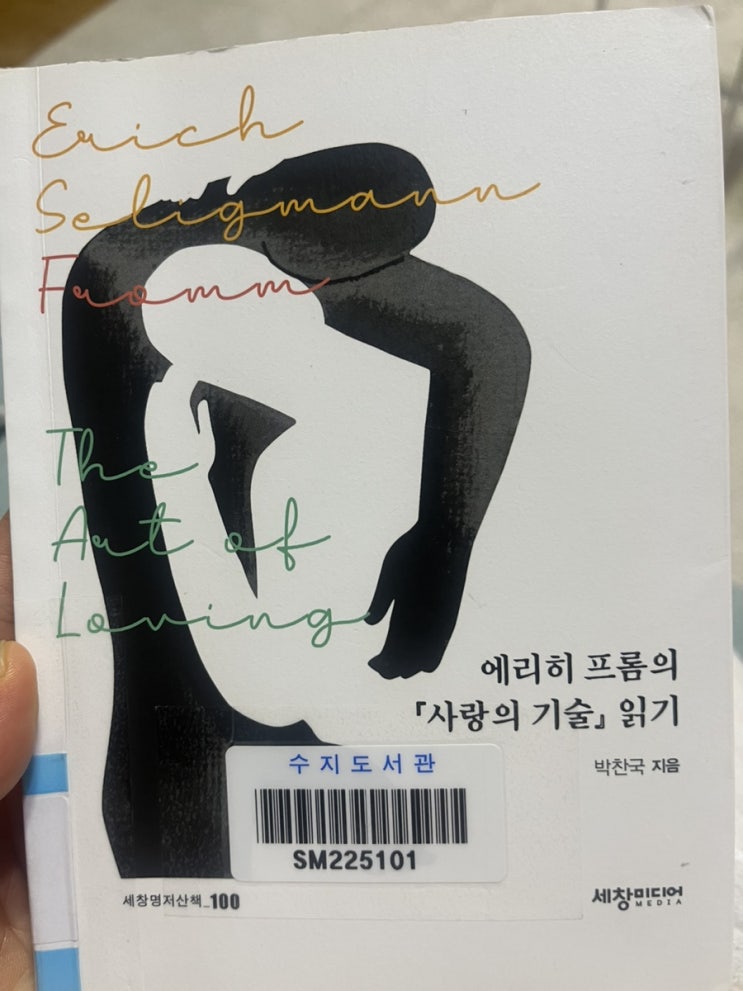 Erich
Seligmann
Fromm
The
Art of
Loving
에리히 프롬의
『사랑의 기술』 읽기
박찬국 지음
수지도서관
SM225101
세창명저산책_100
세창미디어
MEDIA